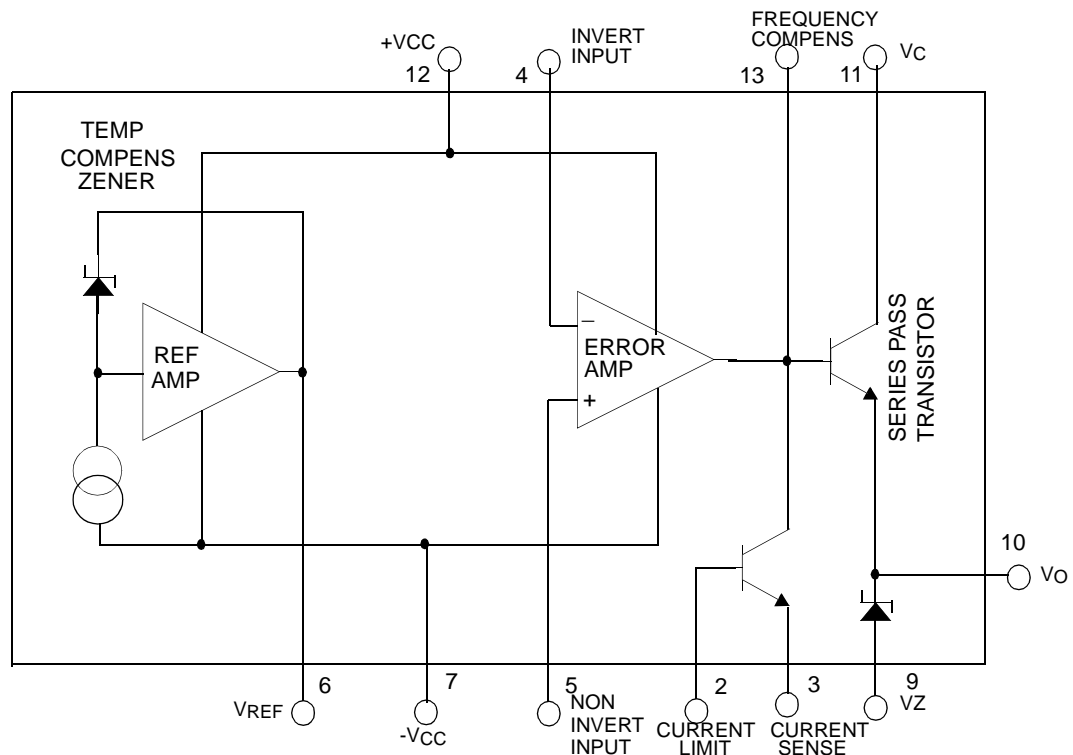 FREQUENCY
COMPENS
+VCC
INVERT
INPUT
VC
12
4
13
11
TEMP
COMPENS
ZENER
REF
AMP
−
ERROR
AMP
+
SERIES PASS
TRANSISTOR
10
VO
6
7
5
2
3
9
VREF
-VCC
NON
INVERT
INPUT
CURRENT
LIMIT
CURRENT
SENSE
VZ